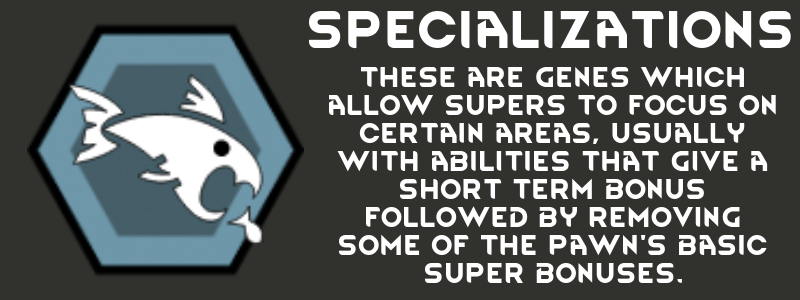 SPECIALIZATIONS
THESE ARE GENES WHICH
ALLOW SUPERS TO FOCUS ON
CERTAIN AREAS, USUALLY
WITH ABILITIES THAT GIVE A
SHORT TERM BONUS
FOLLOWED BY REMOVING
SOME OF THE PAWN'S BASIC
SUPER BONUSES.